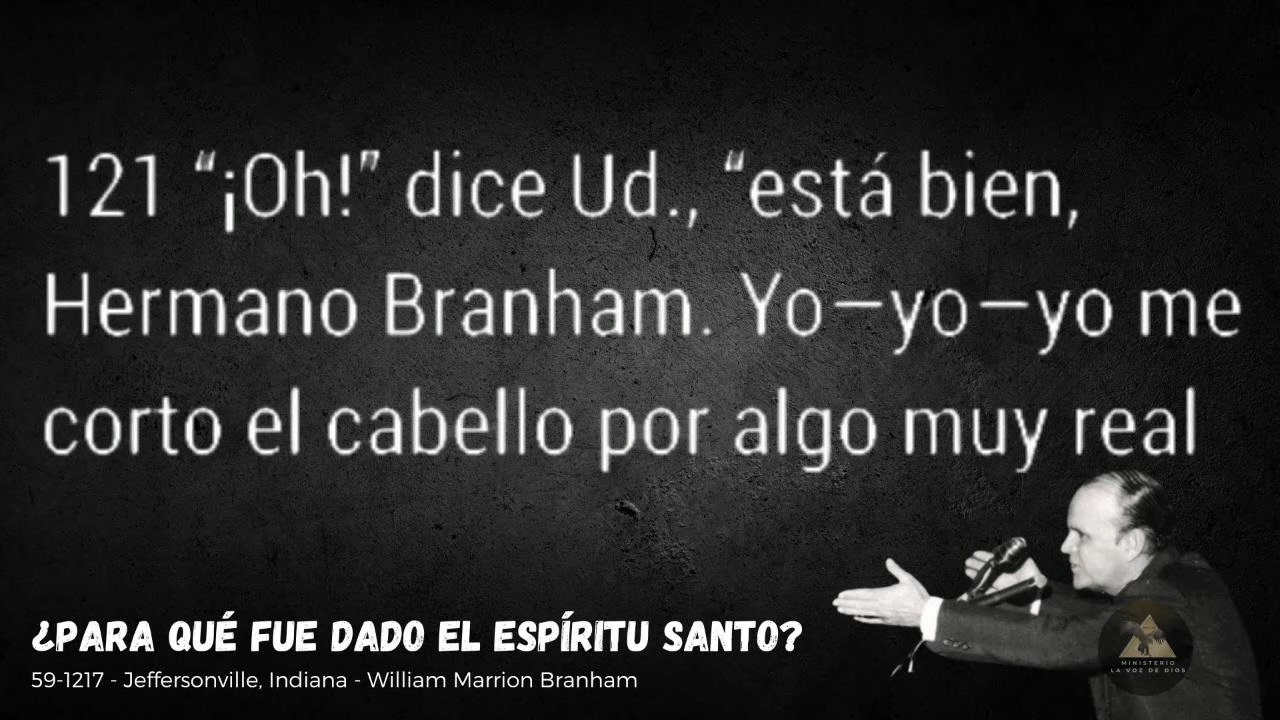 121 “¡Oh!” dice Ud., “está bien,
Hermano Branham. Yo—yo—yo me
corto el cabello por algo muy real
¿PARA QUÉ FUE DADO EL ESPÍRITU SANTO?
59-1217 - Jeffersonville, Indiana - William Marrion Branham
MINISTERIO
LA VOZ DE DIOS